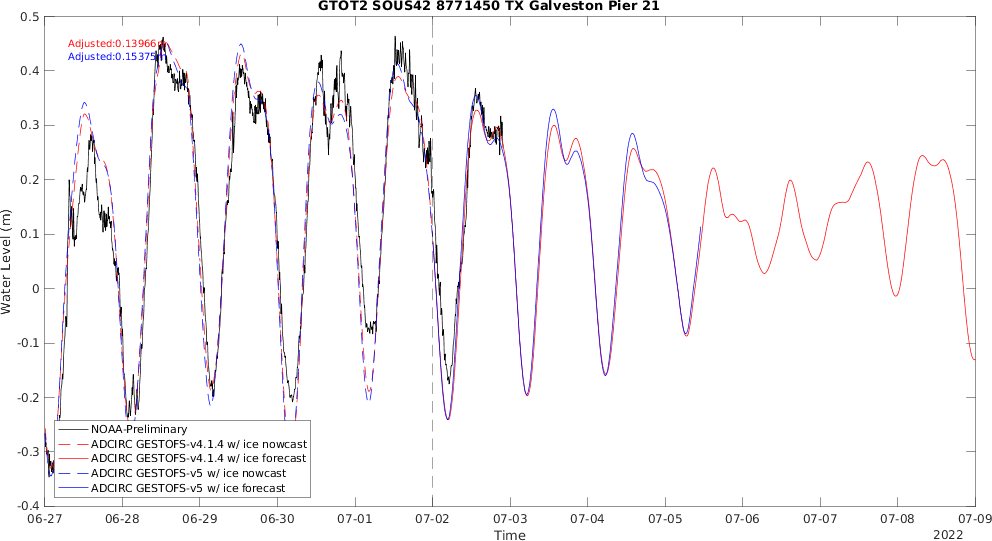 GTOT2 SOUS42 8771450 TX Galveston Pier 21
0.5
Adjusted:0.13966
Adjusted:0.15375
0.4
0.3
0.2
0.1
0
-0.1
-0.2
-0.3
-0.4
Water Level (m)
NOAA-Preliminary
ADCIRC GESTOFS-v4.1.4 w/ ice nowcast
ADCIRC GESTOFS-v4.1.4 w/ ice forecast
ADCIRC GESTOFS-v5 w/ ice nowcast
ADCIRC GESTOFS-v5 w/ ice forecast
06-27 06-28 06-29 06-30 07-01 07-02 07-03 07-04 07-05 07-06 07-07 07-08 07-09
Time
2022